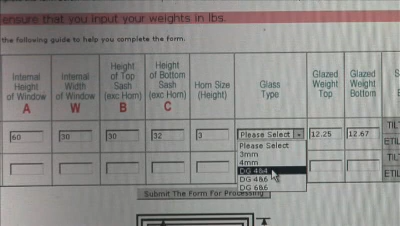 ensure that you input your weights in lbs.
the following guide to help you complete the form.
Internal Height of Window A
Internal Width of Window W
Height of Top Sash (exc Horn) B
Height of Bottom Sash (exc Horn) C
Horn Size (Height)
Glass Type
Glazed Weight Top
Glazed Weight Bottom
60 30 30 32 3 Please Select 12.25 12.67
Please Select
3mm
4mm
DG 4&4
DG 4&6
DG 6&6
Submit The Form For Processing